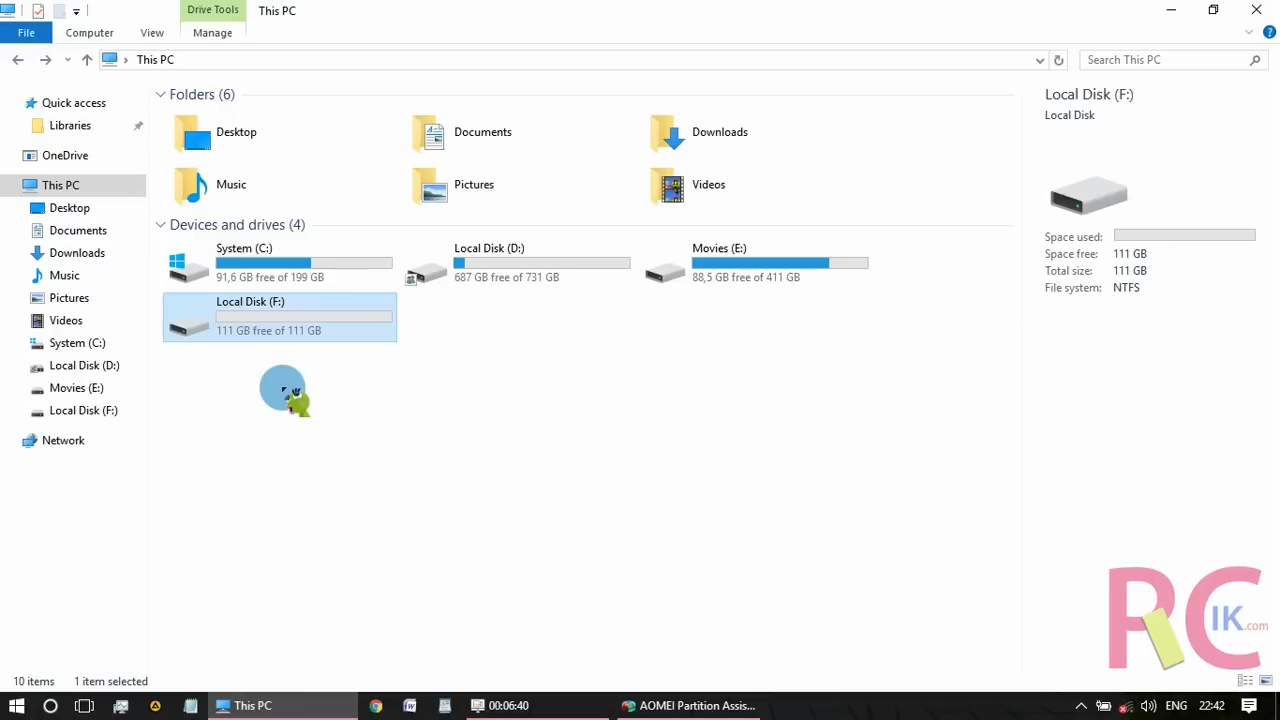 Drive Tools
This PC
File
Computer
View
Manage
This PC
Search This PC
Quick access
Libraries
OneDrive
This PC
Desktop
Documents
Downloads
Music
Pictures
Videos
System (C:)
Local Disk (D:)
Movies (E:)
Local Disk (F:)
Network
Folders (6)
Desktop
Documents
Downloads
Music
Pictures
Videos
Devices and drives (4)
System (C:)
91,6 GB free of 199 GB
Local Disk (D:)
687 GB free of 731 GB
Movies (E:)
88,5 GB free of 411 GB
Local Disk (F:)
111 GB free of 111 GB
Local Disk (F:)
Local Disk
Space used:
Space free: 111 GB
Total size: 111 GB
File system: NTFS
PCIK.com
10 items 1 item selected
This PC
00:06:40
AOMEI Partition Assis...
ENG
22:42